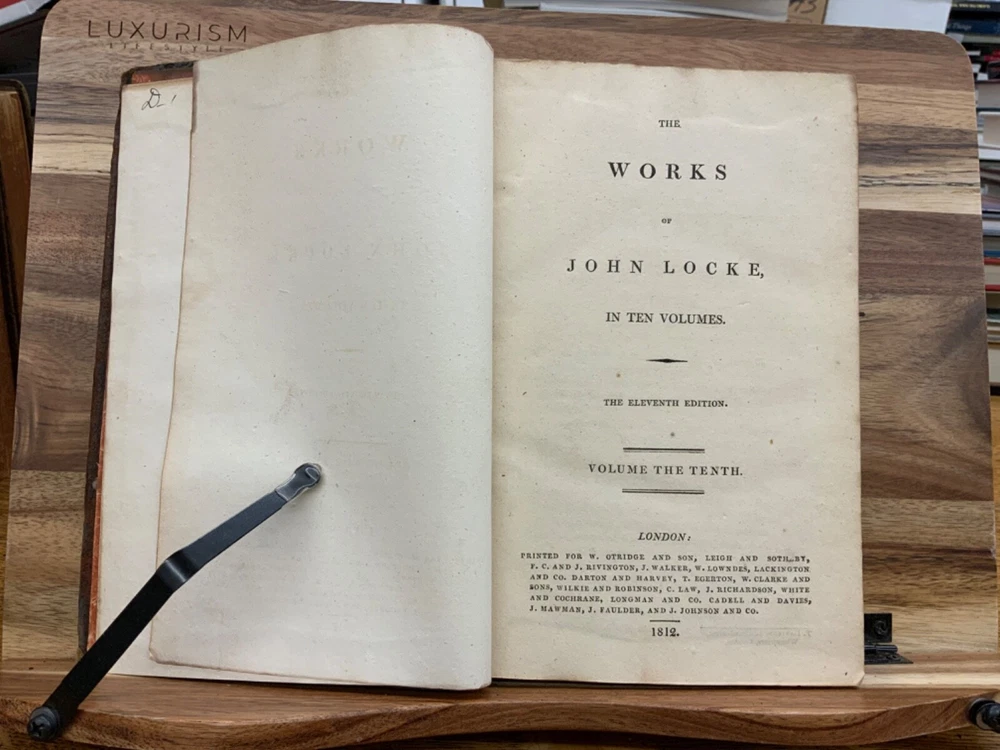 LUXURISM
LIFESTYLE
THE
WORKS
OF
JOHN LOCKE,
IN TEN VOLUMES.
THE ELEVENTH EDITION.
VOLUME THE TENTH.
LONDON:
PRINTED FOR W. OTRIDGE AND SON, LEIGH AND SOTHEBY,
F. C. AND J. RIVINGTON, J. WALKER, W. LOWNDES, LACKINGTON
AND CO. DARTON AND HARVEY, T. EGERTON, W. CLARKE AND
SONS, WILKIE AND ROBINSON, C. LAW, J. RICHARDSON, WHITE
AND COCHRANE, LONGMAN AND CO. CADELL AND DAVIES,
J. MAWMAN, J. FAULDER, AND J. JOHNSON AND CO.
1812.